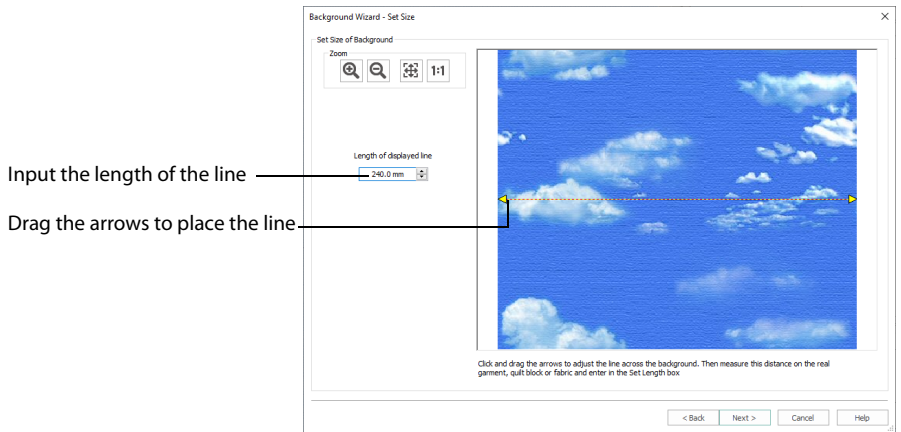 Background Wizard - Set Size
Set Size of Background
Zoom
1:1
Length of displayed line
240.0 mm
Input the length of the line
Drag the arrows to place the line
Click and drag the arrows to adjust the line across the background. Then measure this distance on the real
garment, quilt block or fabric and enter in the Set Length box
< Back
Next >
Cancel
Help